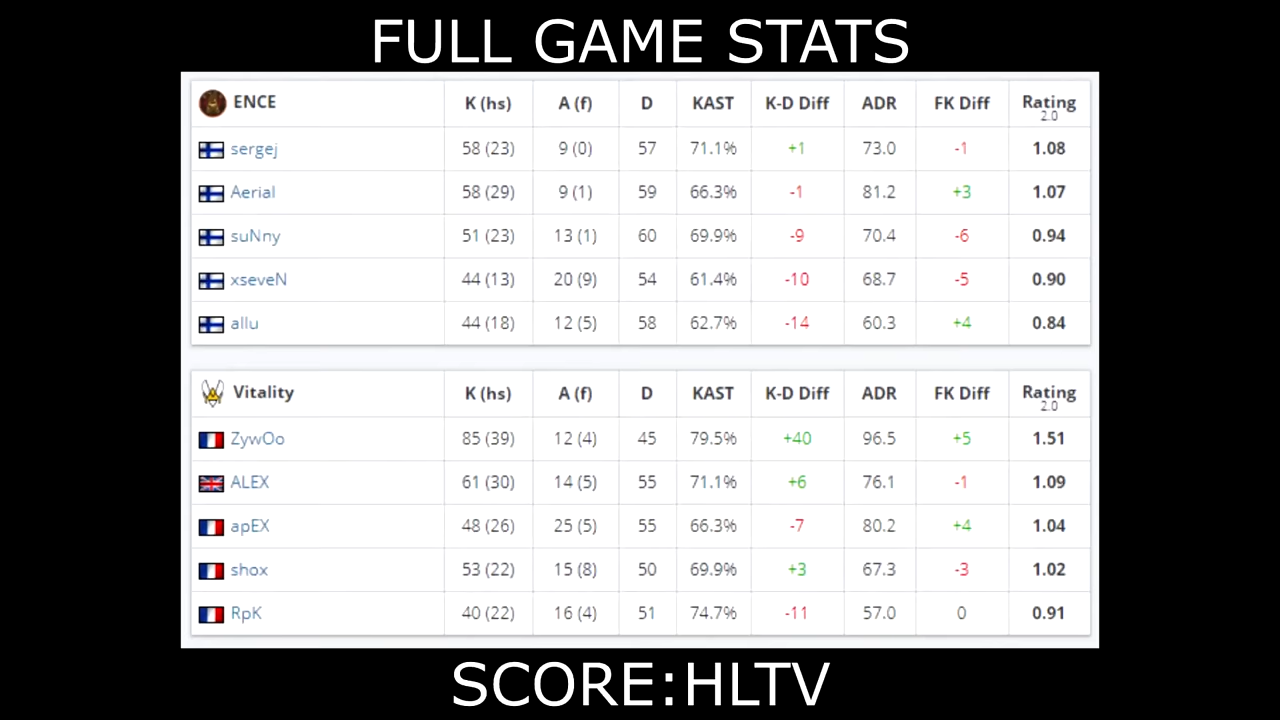 FULL GAME STATS
ENCE K (hs) A (f) D KAST K-D Diff ADR FK Diff Rating 2.0
sergej 58 (23) 9 (0) 57 71.1% +1 73.0 -1 1.08
Aerial 58 (29) 9 (1) 59 66.3% -1 81.2 +3 1.07
suNny 51 (23) 13 (1) 60 69.9% -9 70.4 -6 0.94
xseveN 44 (13) 20 (9) 54 61.4% -10 68.7 -5 0.90
allu 44 (18) 12 (5) 58 62.7% -14 60.3 +4 0.84
Vitality K (hs) A (f) D KAST K-D Diff ADR FK Diff Rating 2.0
ZywOo 85 (39) 12 (4) 45 79.5% +40 96.5 +5 1.51
ALEX 61 (30) 14 (5) 55 71.1% +6 76.1 -1 1.09
apEX 48 (26) 25 (5) 55 66.3% -7 80.2 +4 1.04
shox 53 (22) 15 (8) 50 69.9% +3 67.3 -3 1.02
RpK 40 (22) 16 (4) 51 74.7% -11 57.0 0 0.91
SCORE:HLTV